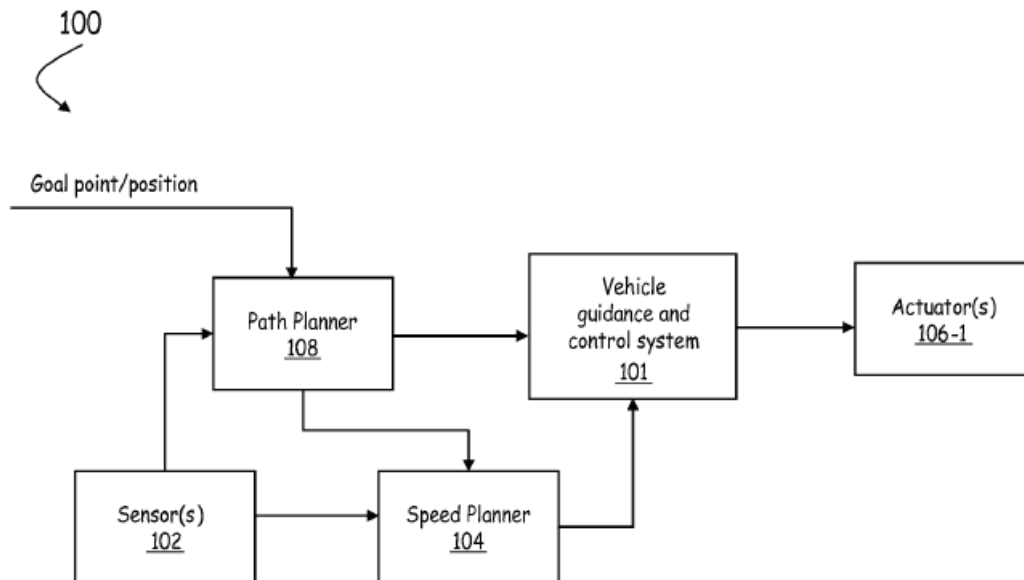 100
Goal point/position
Path Planner
108
Vehicle
guidance and
control system
101
Actuator(s)
106-1
Sensor(s)
102
Speed Planner
104